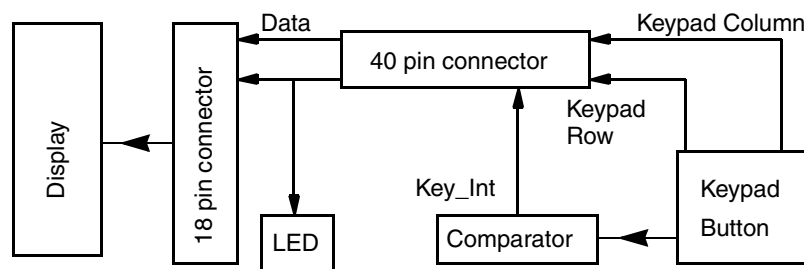 Data
Keypad Column
40 pin connector
Keypad
Row
Display
18 pin connector
Key_Int
LED
Comparator
Keypad
Button